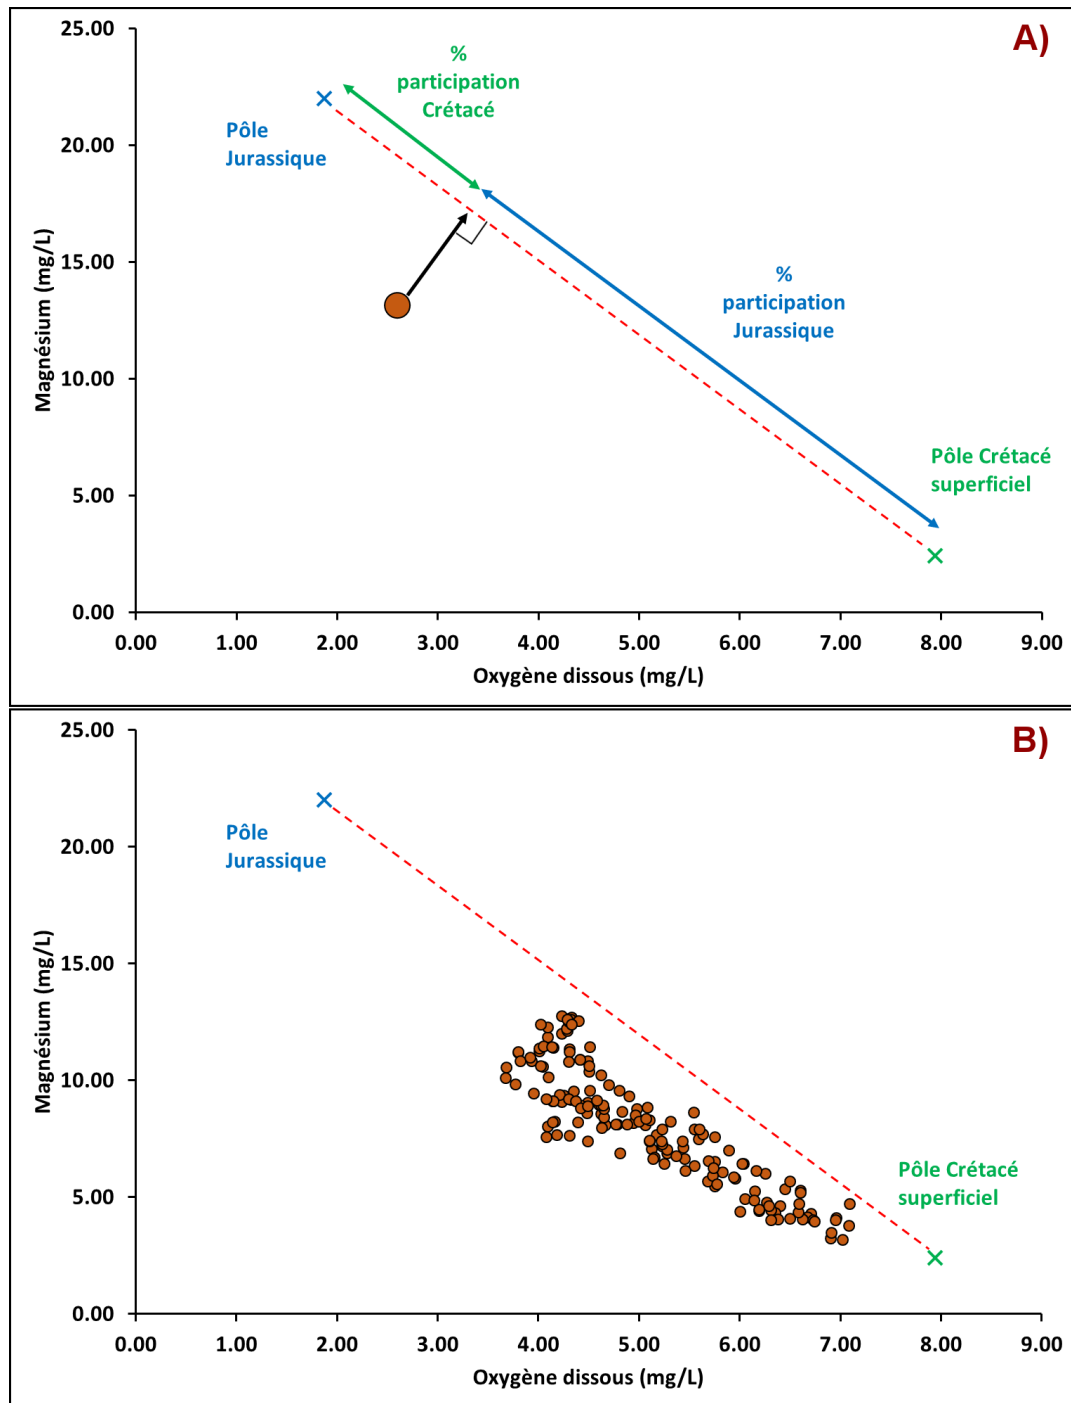 A)
25.00
20.00
15.00
10.00
5.00
0.00
Magnésium (mg/L)
%
participation
Crétacé
Pôle
Jurassique
%
participation
Jurassique
Pôle Crétacé
superficiel
0.00 1.00 2.00 3.00 4.00 5.00 6.00 7.00 8.00 9.00
Oxygène dissous (mg/L)
B)
25.00
20.00
15.00
10.00
5.00
0.00
Magnésium (mg/L)
Pôle
Jurassique
Pôle Crétacé
superficiel
0.00 1.00 2.00 3.00 4.00 5.00 6.00 7.00 8.00 9.00
Oxygène dissous (mg/L)